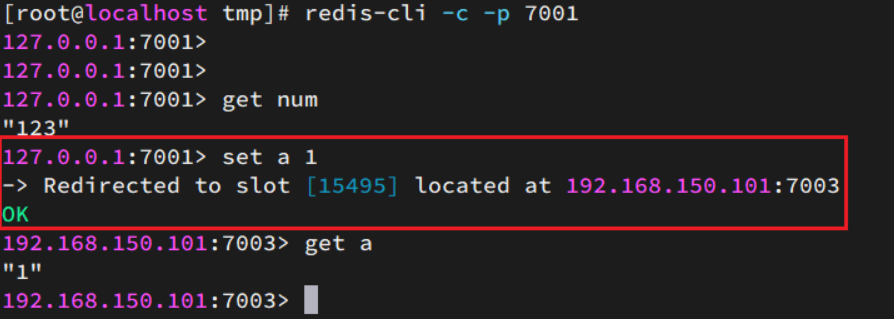 [root@localhost tmp]# redis-cli -c -p 7001
127.0.0.1:7001>
127.0.0.1:7001>
127.0.0.1:7001> get num
"123"
127.0.0.1:7001> set a 1
-> Redirected to slot [15495] located at 192.168.150.101:7003
OK
192.168.150.101:7003> get a
"1"
192.168.150.101:7003>